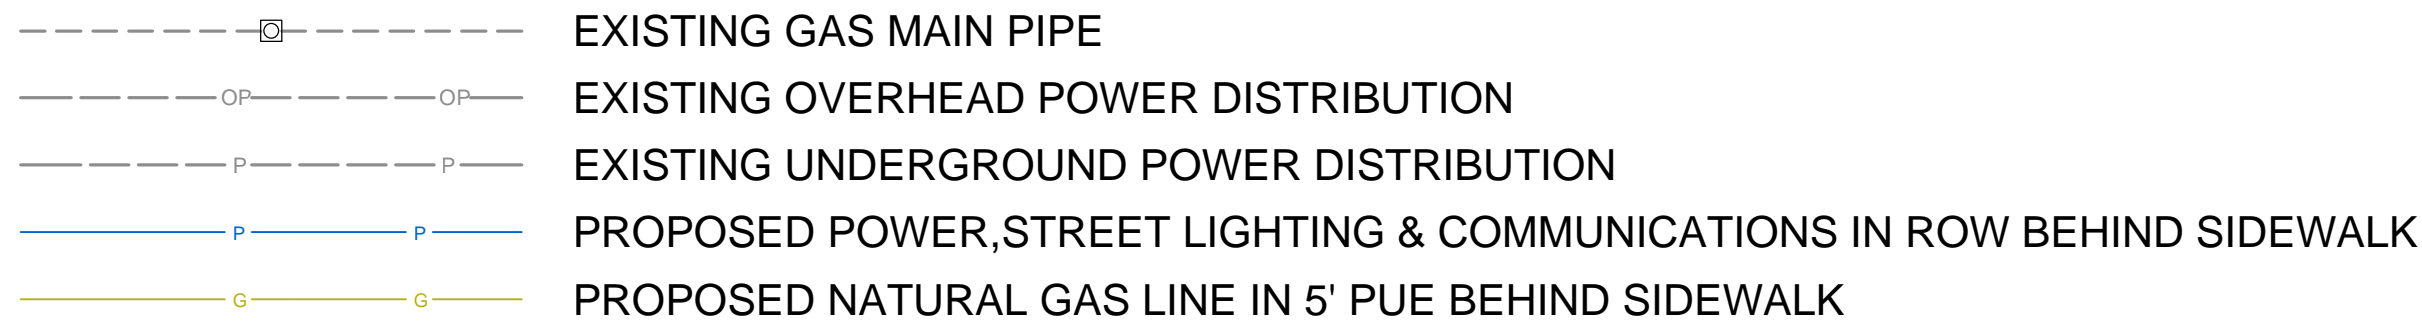 EXISTING GAS MAIN PIPE
OP OP EXISTING OVERHEAD POWER DISTRIBUTION
P P EXISTING UNDERGROUND POWER DISTRIBUTION
P P PROPOSED POWER,STREET LIGHTING & COMMUNICATIONS IN ROW BEHIND SIDEWALK
G G PROPOSED NATURAL GAS LINE IN 5' PUE BEHIND SIDEWALK